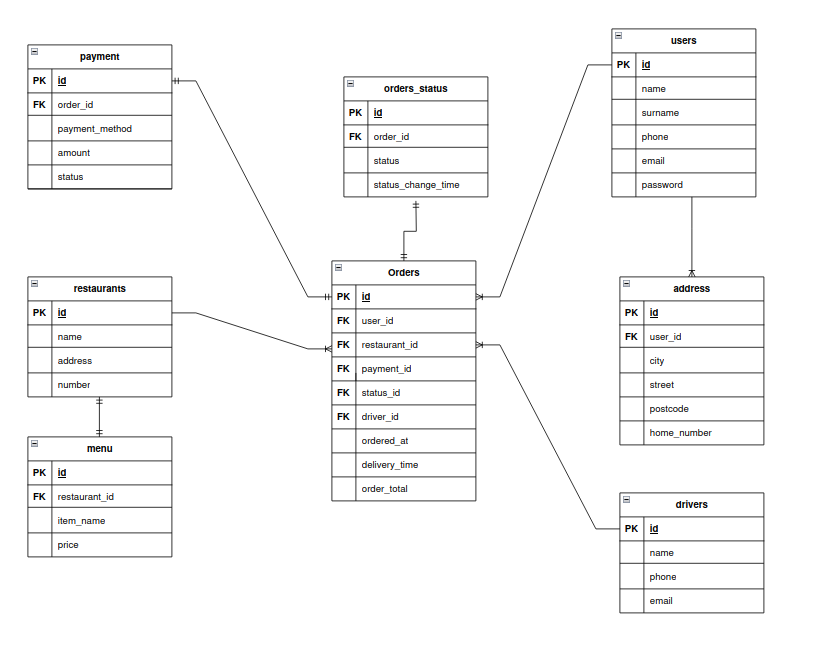 payment
PK id
FK order_id
payment_method
amount
status
orders_status
PK id
FK order_id
status
status_change_time
users
PK id
name
surname
phone
email
password
restaurants
PK id
name
address
number
Orders
PK id
FK user_id
FK restaurant_id
FK payment_id
FK status_id
FK driver_id
ordered_at
delivery_time
order_total
address
PK id
FK user_id
city
street
postcode
home_number
menu
PK id
FK restaurant_id
item_name
price
drivers
PK id
name
phone
email